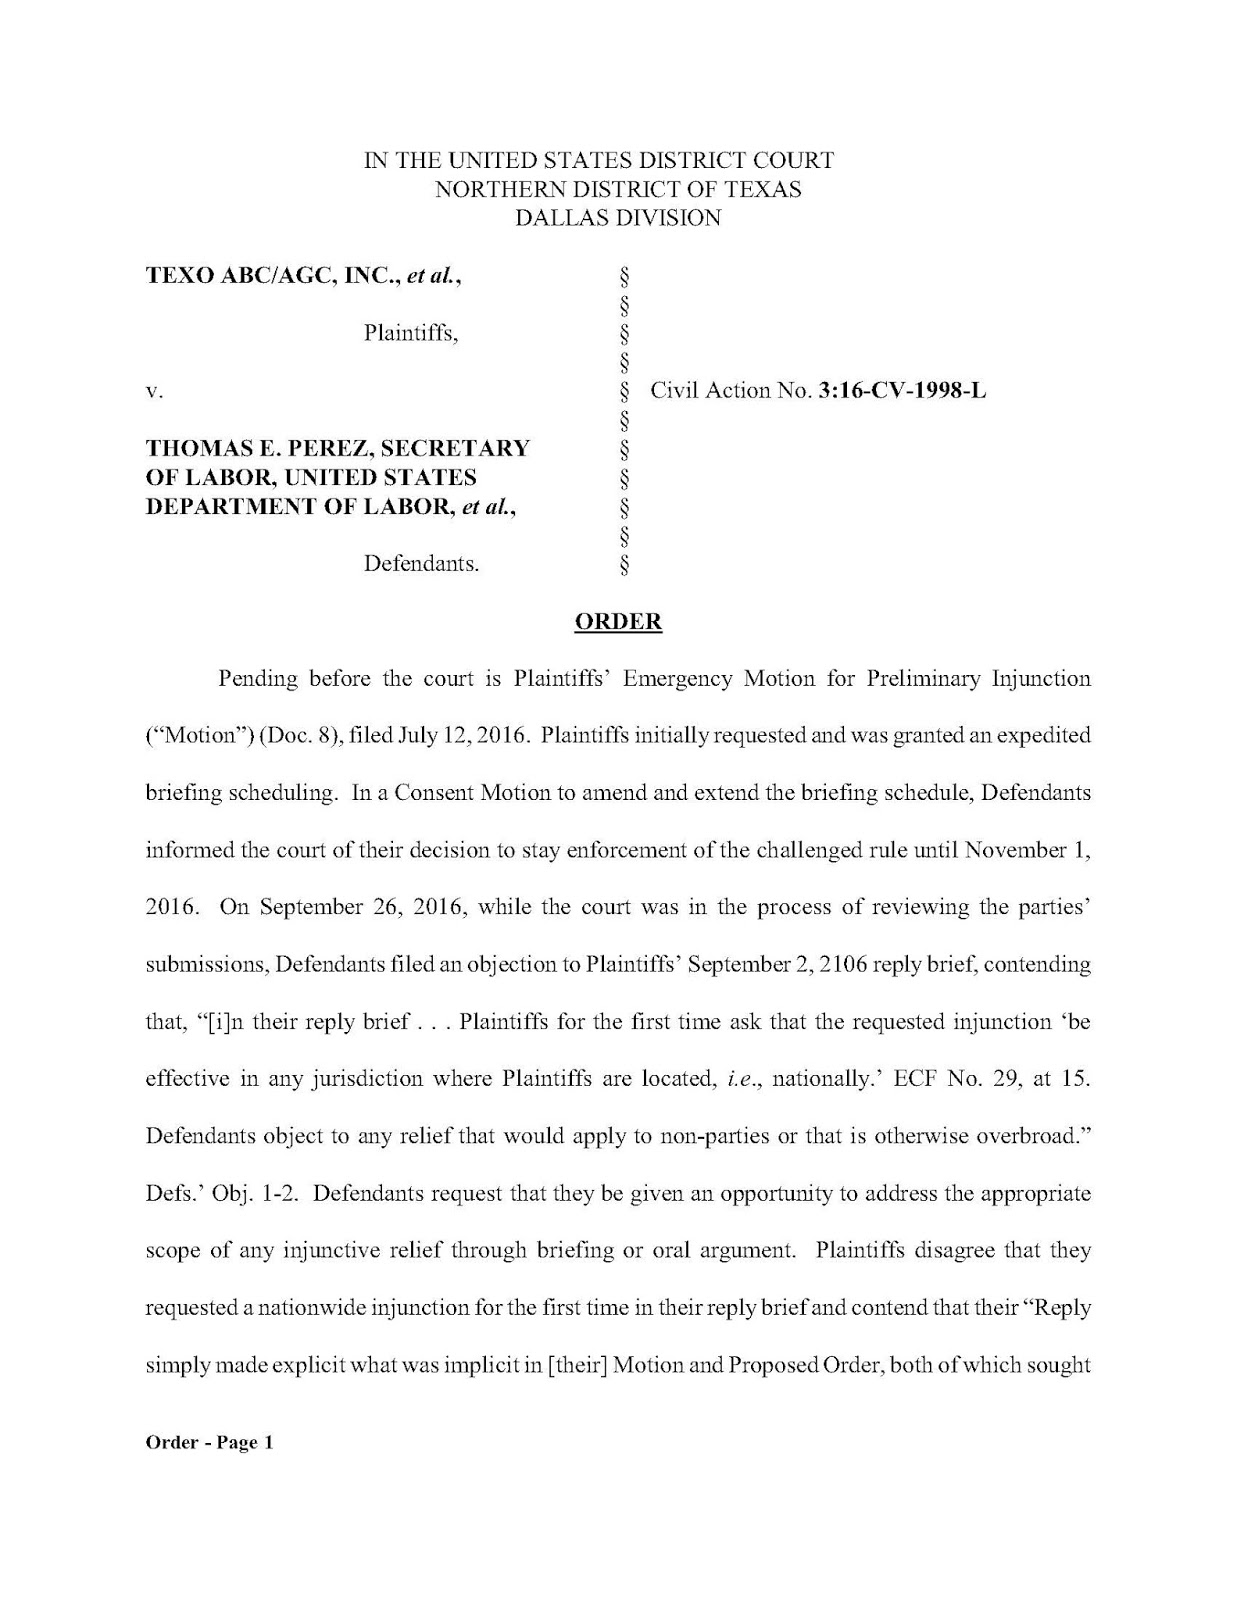 IN THE UNITED STATES DISTRICT COURT
NORTHERN DISTRICT OF TEXAS
DALLAS DIVISION
TEXO ABC/AGC, INC., et al., §
§
Plaintiffs, §
§
v. § Civil Action No. 3:16-CV-1998-L
§
THOMAS E. PEREZ, SECRETARY §
OF LABOR, UNITED STATES §
DEPARTMENT OF LABOR, et al., §
§
Defendants. §
ORDER
Pending before the court is Plaintiffs’ Emergency Motion for Preliminary Injunction
(“Motion”) (Doc. 8), filed July 12, 2016. Plaintiffs initially requested and was granted an expedited
briefing scheduling. In a Consent Motion to amend and extend the briefing schedule, Defendants
informed the court of their decision to stay enforcement of the challenged rule until November 1,
2016. On September 26, 2016, while the court was in the process of reviewing the parties’
submissions, Defendants filed an objection to Plaintiffs’ September 2, 2106 reply brief, contending
that, “[i]n their reply brief . . . Plaintiffs for the first time ask that the requested injunction ‘be
effective in any jurisdiction where Plaintiffs are located, i.e., nationally.’ ECF No. 29, at 15.
Defendants object to any relief that would apply to non-parties or that is otherwise overbroad.”
Defs.’ Obj. 1-2. Defendants request that they be given an opportunity to address the appropriate
scope of any injunctive relief through briefing or oral argument. Plaintiffs disagree that they
requested a nationwide injunction for the first time in their reply brief and contend that their “Reply
simply made explicit what was implicit in [their] Motion and Proposed Order, both of which sought
Order - Page 1